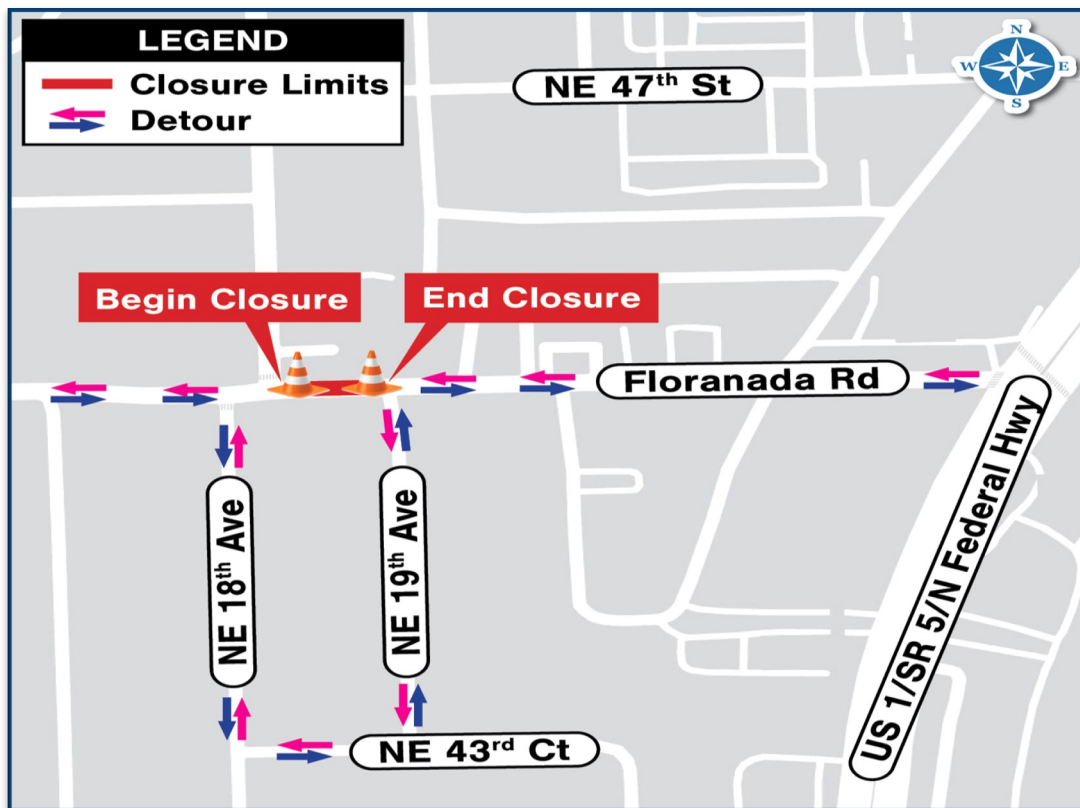 LEGEND
Closure Limits
Detour
NE 47th St
N
W E
S
Begin Closure
End Closure
Floranada Rd
NE 18th Ave
NE 19th Ave
US 1/SR 5/N Federal Hwy
NE 43rd Ct